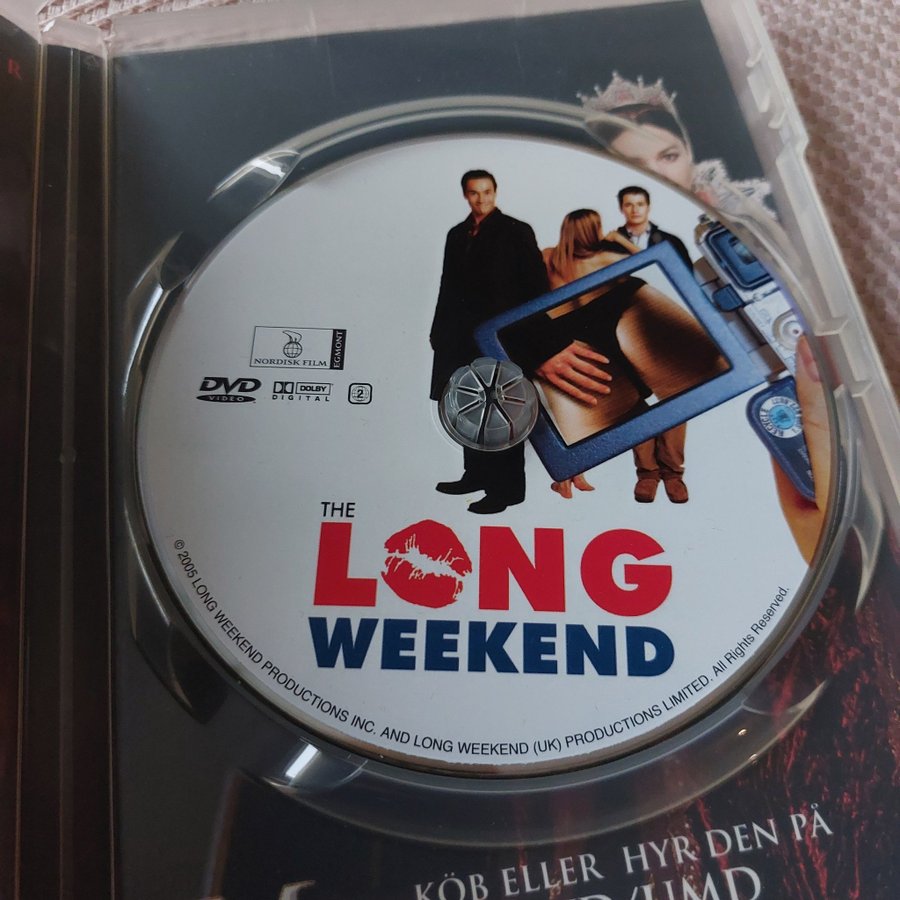 R
NORDISK FILM
EGMONT
DVD
VIDEO
DOLBY
DIGITAL
2
THE
LONG
WEEKEND
© 2005 LONG WEEKEND PRODUCTIONS INC. AND LONG WEEKEND (UK) PRODUCTIONS LIMITED. All Rights Reserved.
KÖB ELLER HYR DEN PÅ
/UMD